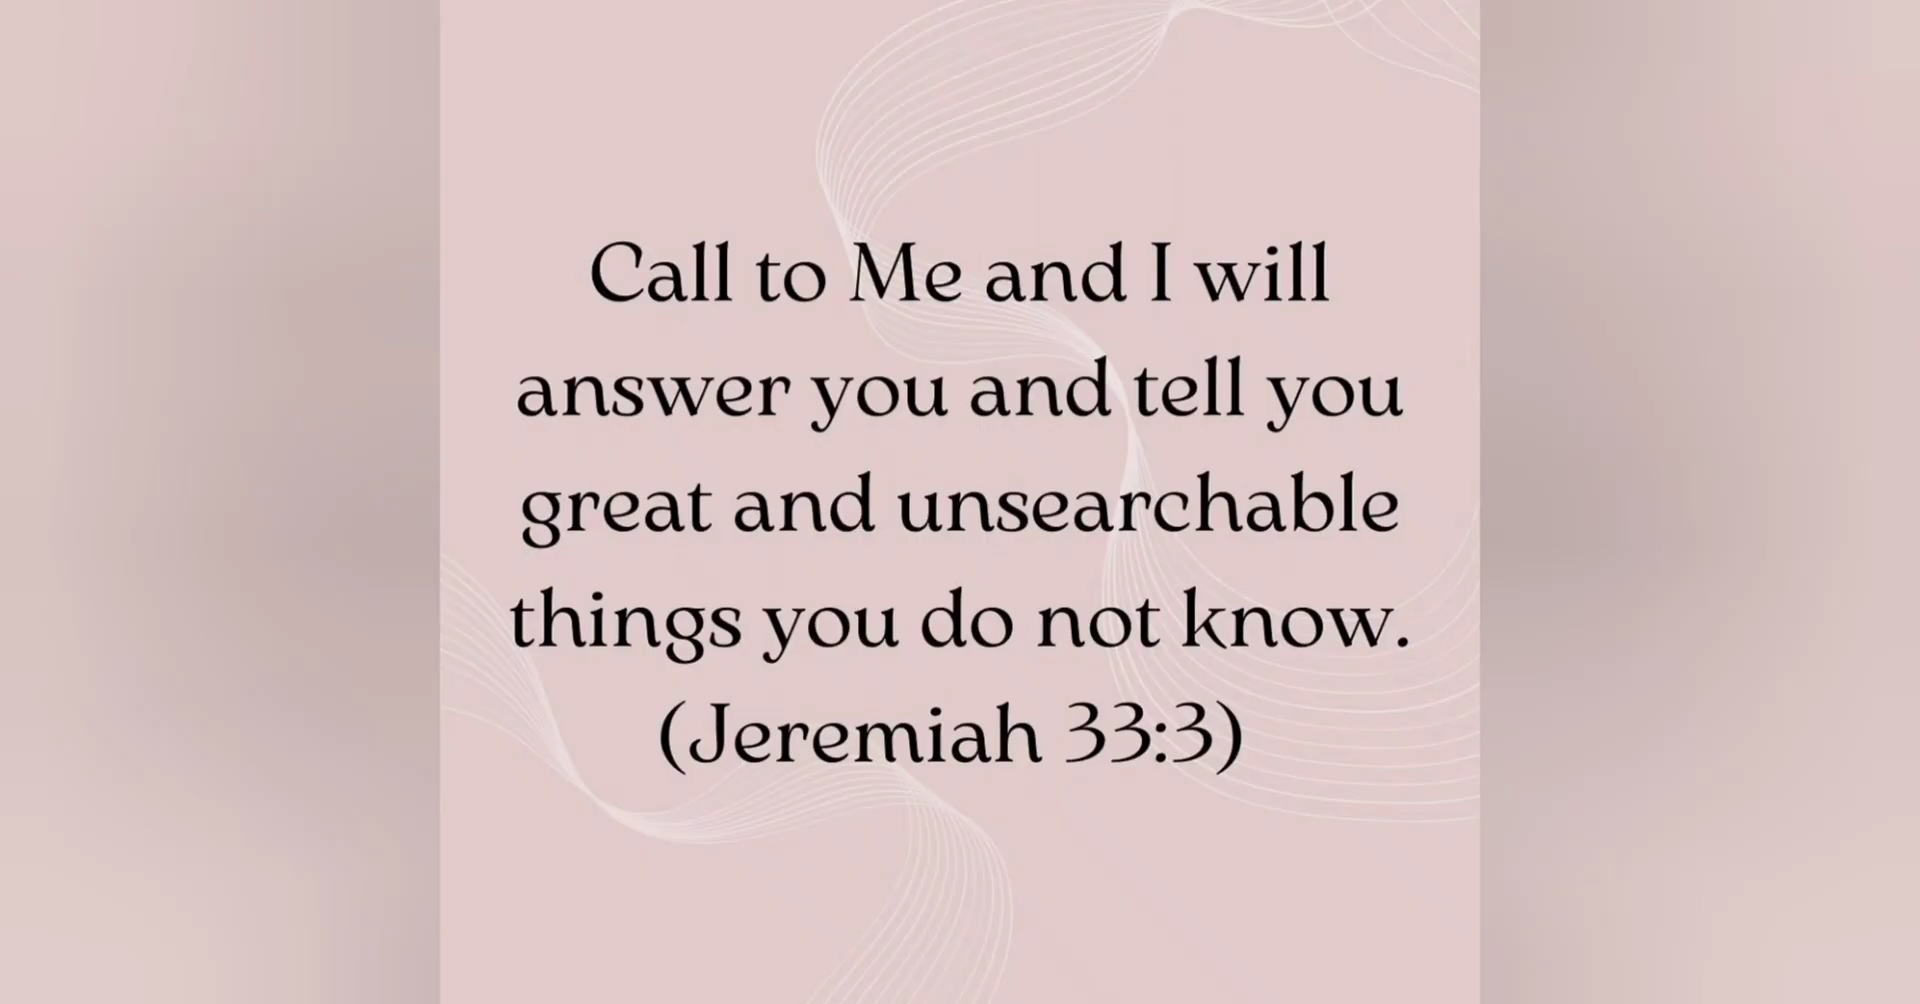 Call to Me and I will
answer you and tell you
great and unsearchable
things you do not know.
(Jeremiah 33:3)